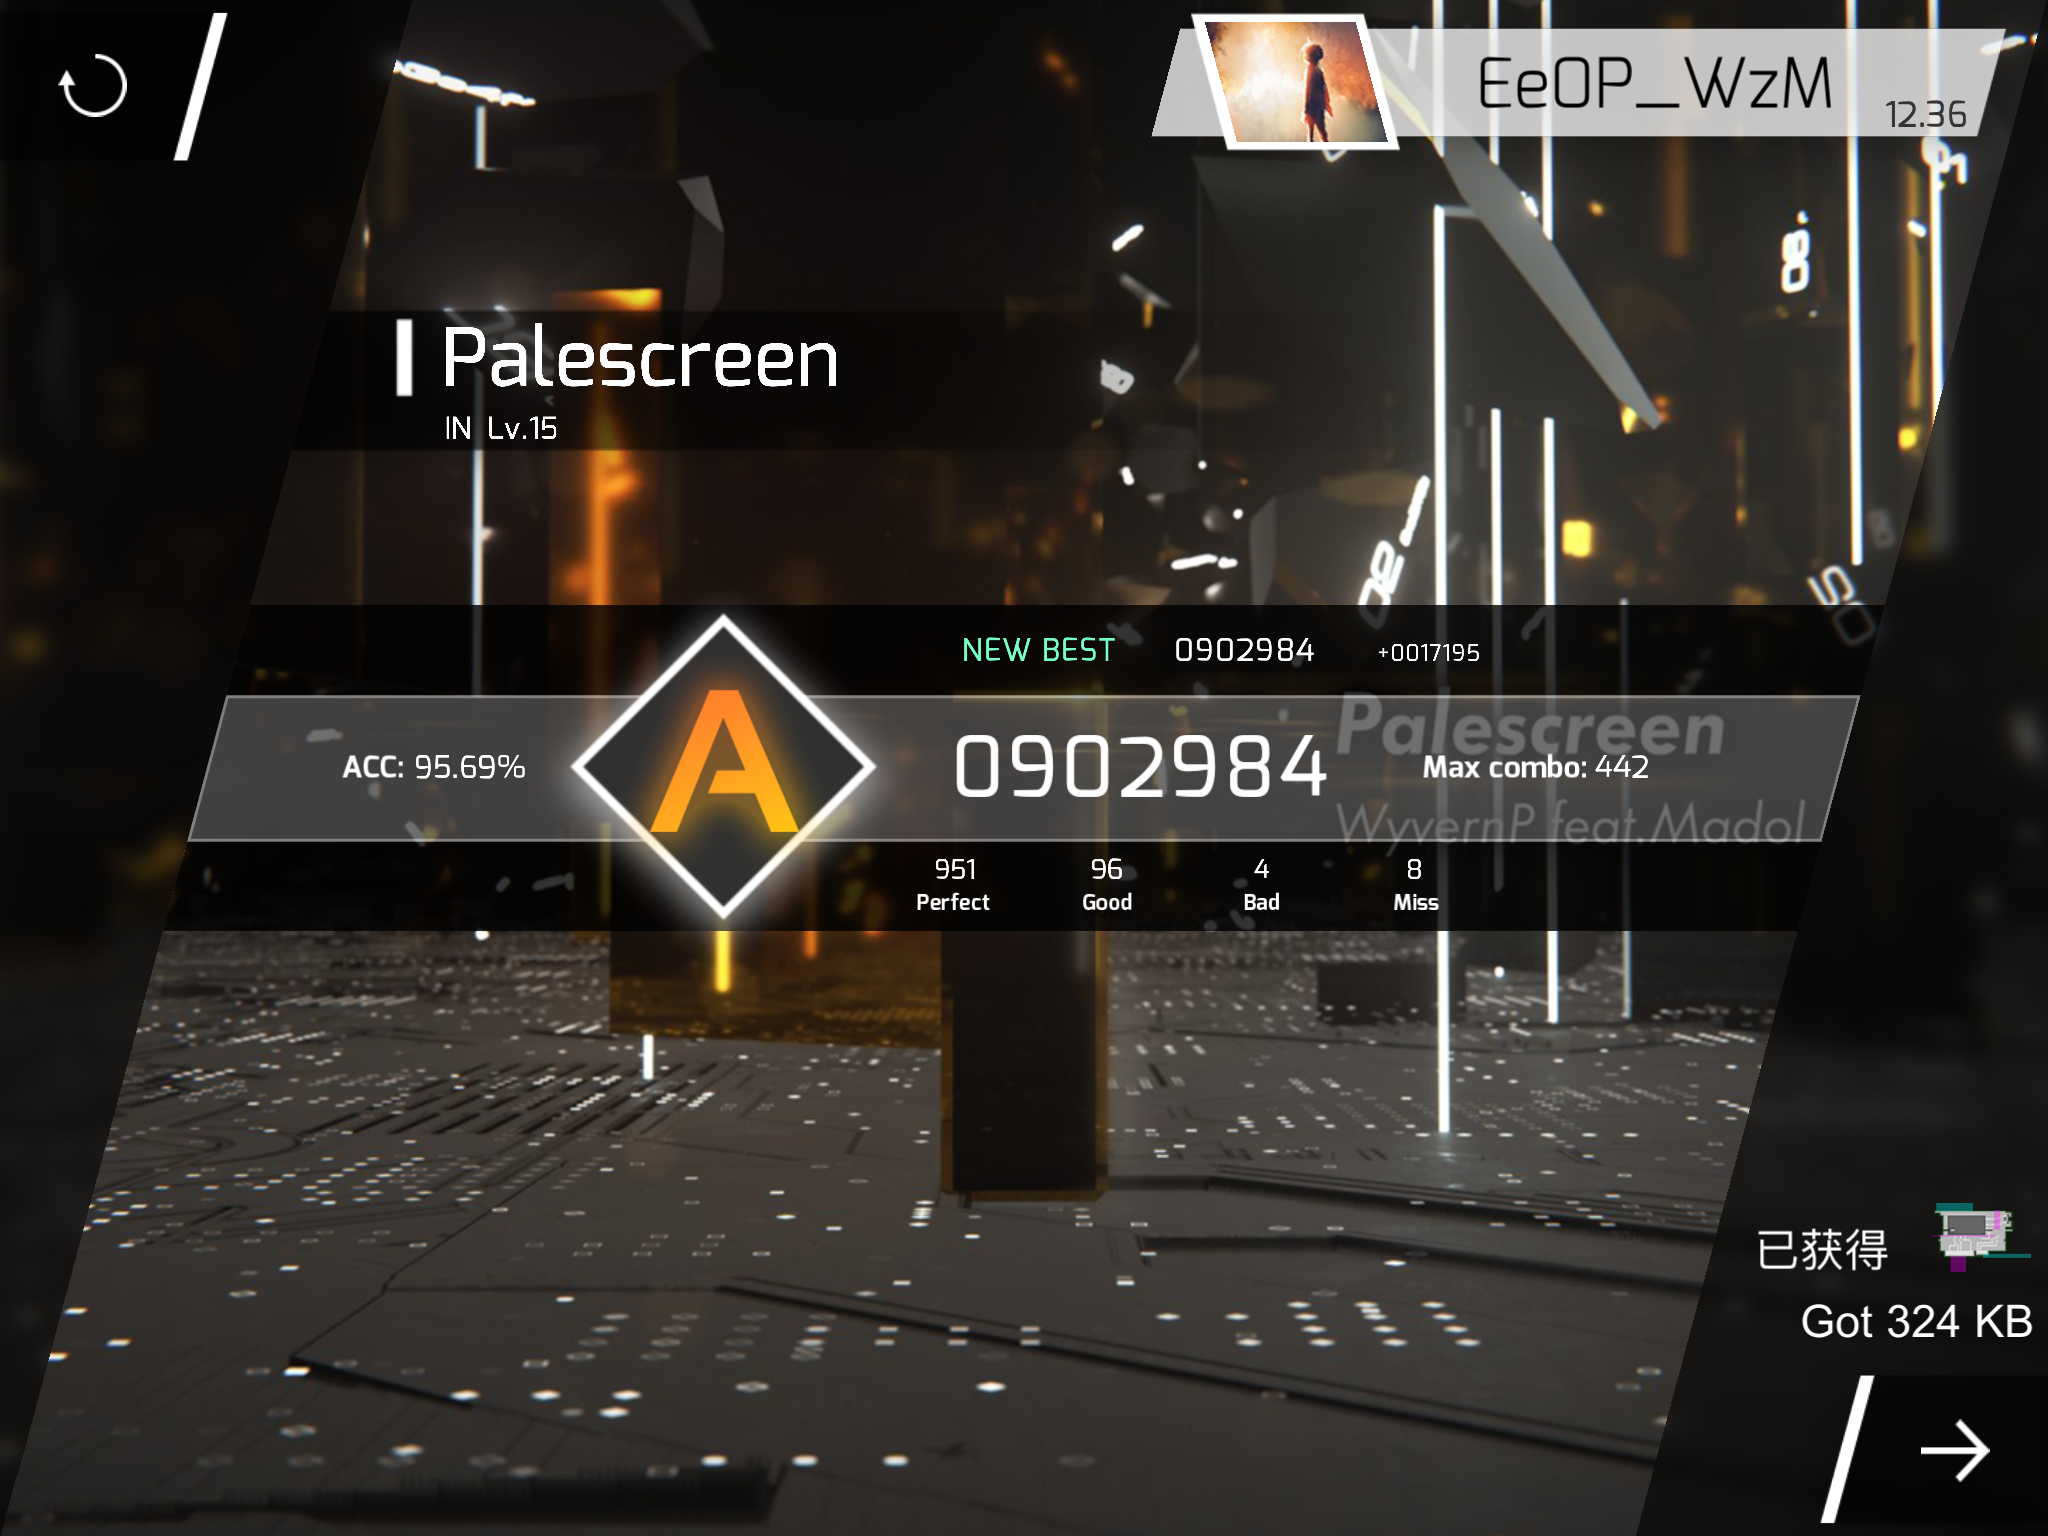 EeOP_WzM
12.36
Palescreen
IN Lv.15
NEW BEST 0902984 +0017195
ACC: 95.69%
A
0902984
Max combo: 442
Palescreen
WyvernP feat.Madol
951 96 4 8
Perfect Good Bad Miss
已获得
Got 324 KB